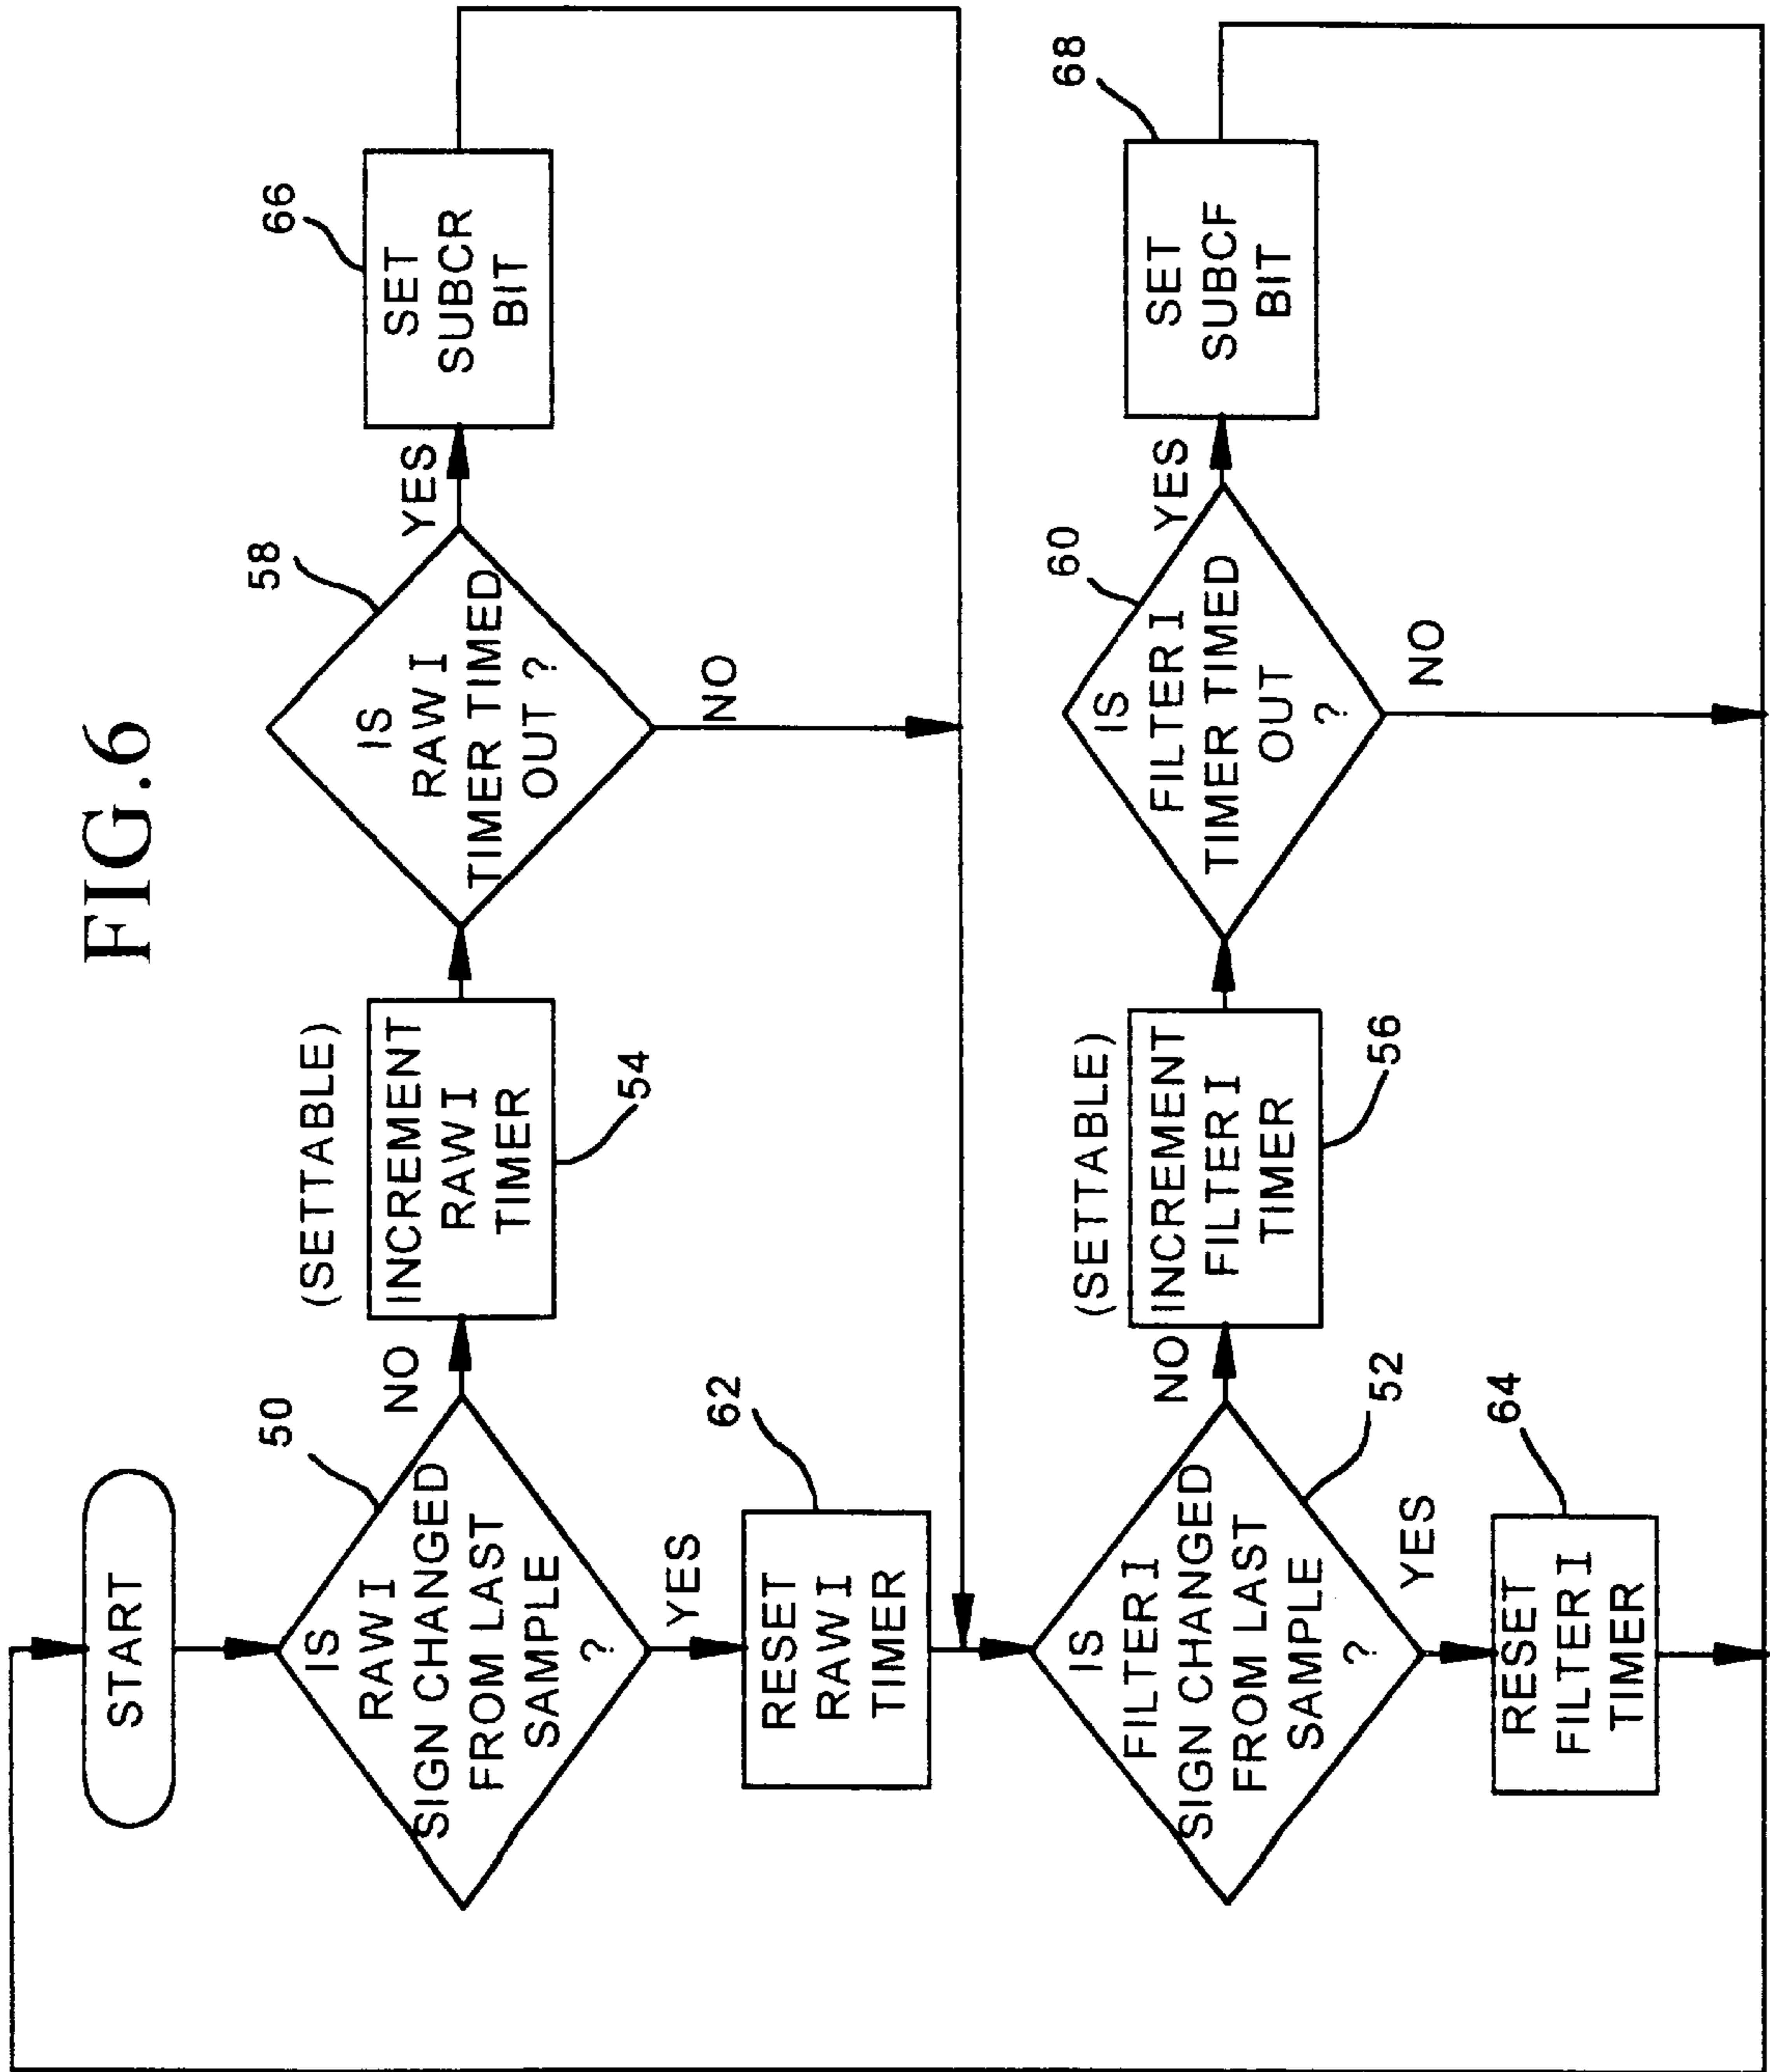 FIG.6
START
IS
RAW I
SIGN CHANGED
FROM LAST
SAMPLE
?
50
NO
YES
(SETTABLE)
INCREMENT
RAW I
TIMER
54
IS
RAW I
TIMER TIMED
OUT ?
58
YES
NO
SET
SUBCR
BIT
66
RESET
RAW I
TIMER
62
IS
FILTER I
SIGN CHANGED
FROM LAST
SAMPLE
?
52
NO
YES
(SETTABLE)
INCREMENT
FILTER I
TIMER
56
IS
FILTER I
TIMER TIMED
OUT
?
60
YES
NO
SET
SUBCF
BIT
68
RESET
FILTER I
TIMER
64